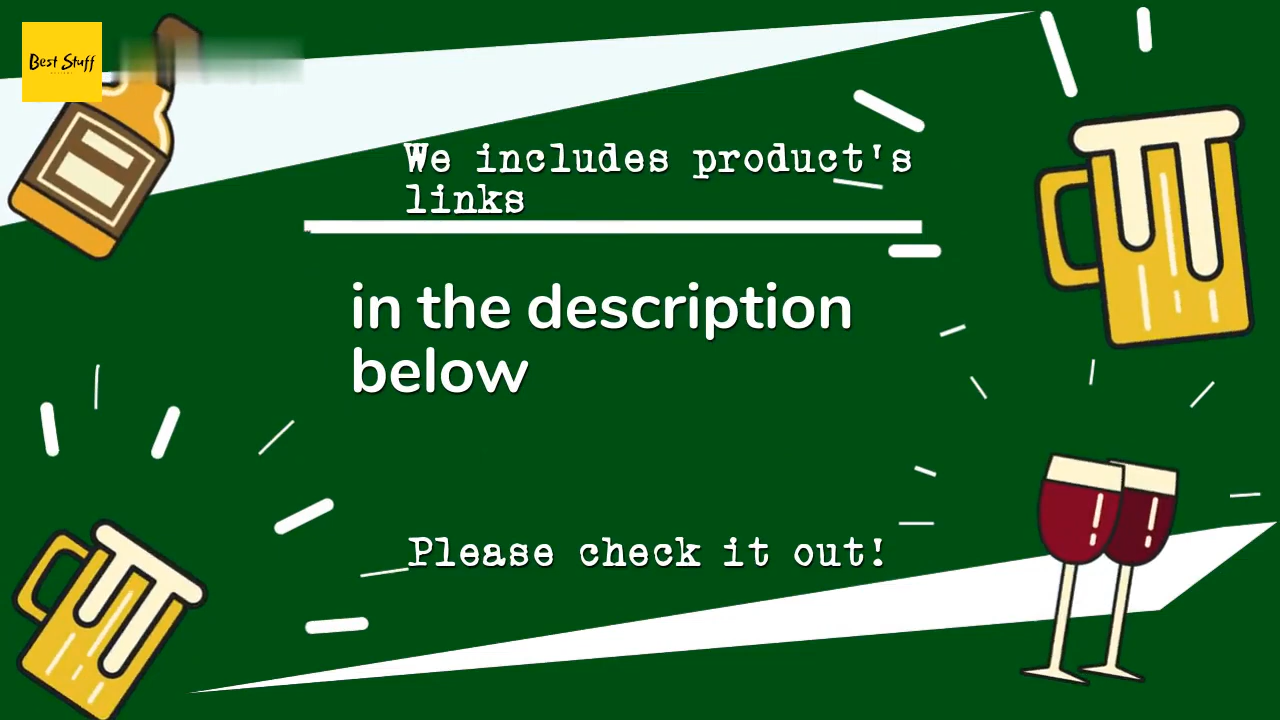 Best Stuff
We includes product's
links
in the description
below
Please check it out!